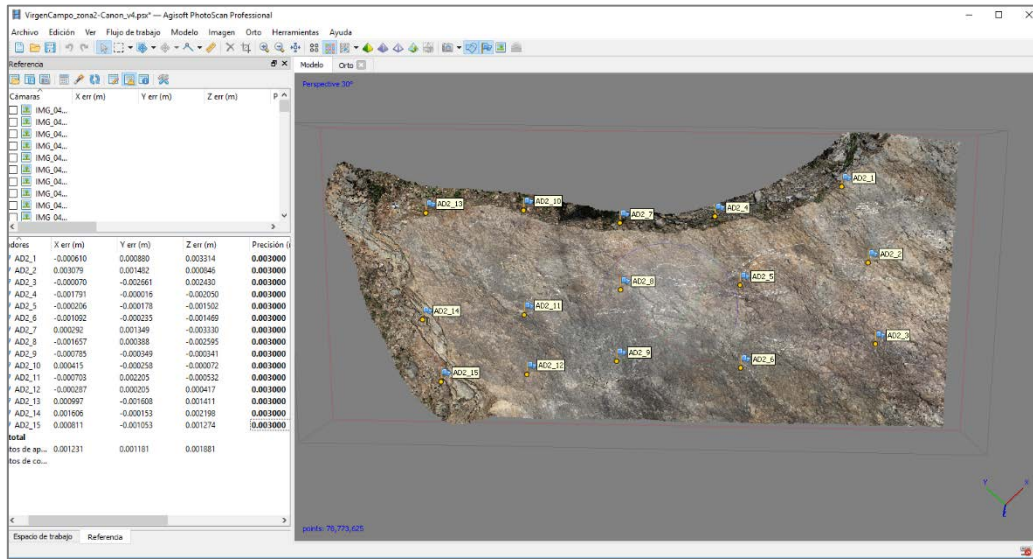 VirgenCampo_zona2-Canon_v4.psx* — Agisoft PhotoScan Professional
Archivo Edición Ver Flujo de trabajo Modelo Imagen Orto Herramientas Ayuda
Referencia
Modelo Orto
Perspective 30°
Cámaras X err (m) Y err (m) Z err (m) P
IMG_04...
IMG_04...
IMG_04...
IMG_04...
IMG_04...
IMG_04...
IMG_04...
IMG_04...
IMG_04...
IMG 04...
dores X err (m) Y err (m) Z err (m) Precisión (
AD2_1 -0.000610 0.000880 0.003314 0.003000
AD2_2 0.003079 0.001482 0.000846 0.003000
AD2_3 -0.000070 -0.002661 0.002430 0.003000
AD2_4 -0.001791 -0.000016 -0.002050 0.003000
AD2_5 -0.000206 -0.000178 -0.001502 0.003000
AD2_6 -0.001092 -0.000235 -0.001469 0.003000
AD2_7 0.000292 0.001349 -0.003330 0.003000
AD2_8 -0.001657 0.000388 -0.002595 0.003000
AD2_9 -0.000785 -0.000349 -0.000341 0.003000
AD2_10 0.000415 -0.000258 -0.000072 0.003000
AD2_11 -0.000703 0.002205 -0.000532 0.003000
AD2_12 -0.000287 0.000205 0.000417 0.003000
AD2_13 0.000997 -0.001608 0.001411 0.003000
AD2_14 0.001606 -0.000153 0.002198 0.003000
AD2_15 0.000811 -0.001053 0.001274 0.003000
total
tos de ap... 0.001231 0.001181 0.001881
tos de co...
Espacio de trabajo Referencia
AD2_1
AD2_13 AD2_10 AD2_7 AD2_4
AD2_2
AD2_8 AD2_5
AD2_14 AD2_11
AD2_3
AD2_15 AD2_12 AD2_9 AD2_6
points: 78,773,625
Y X
Z